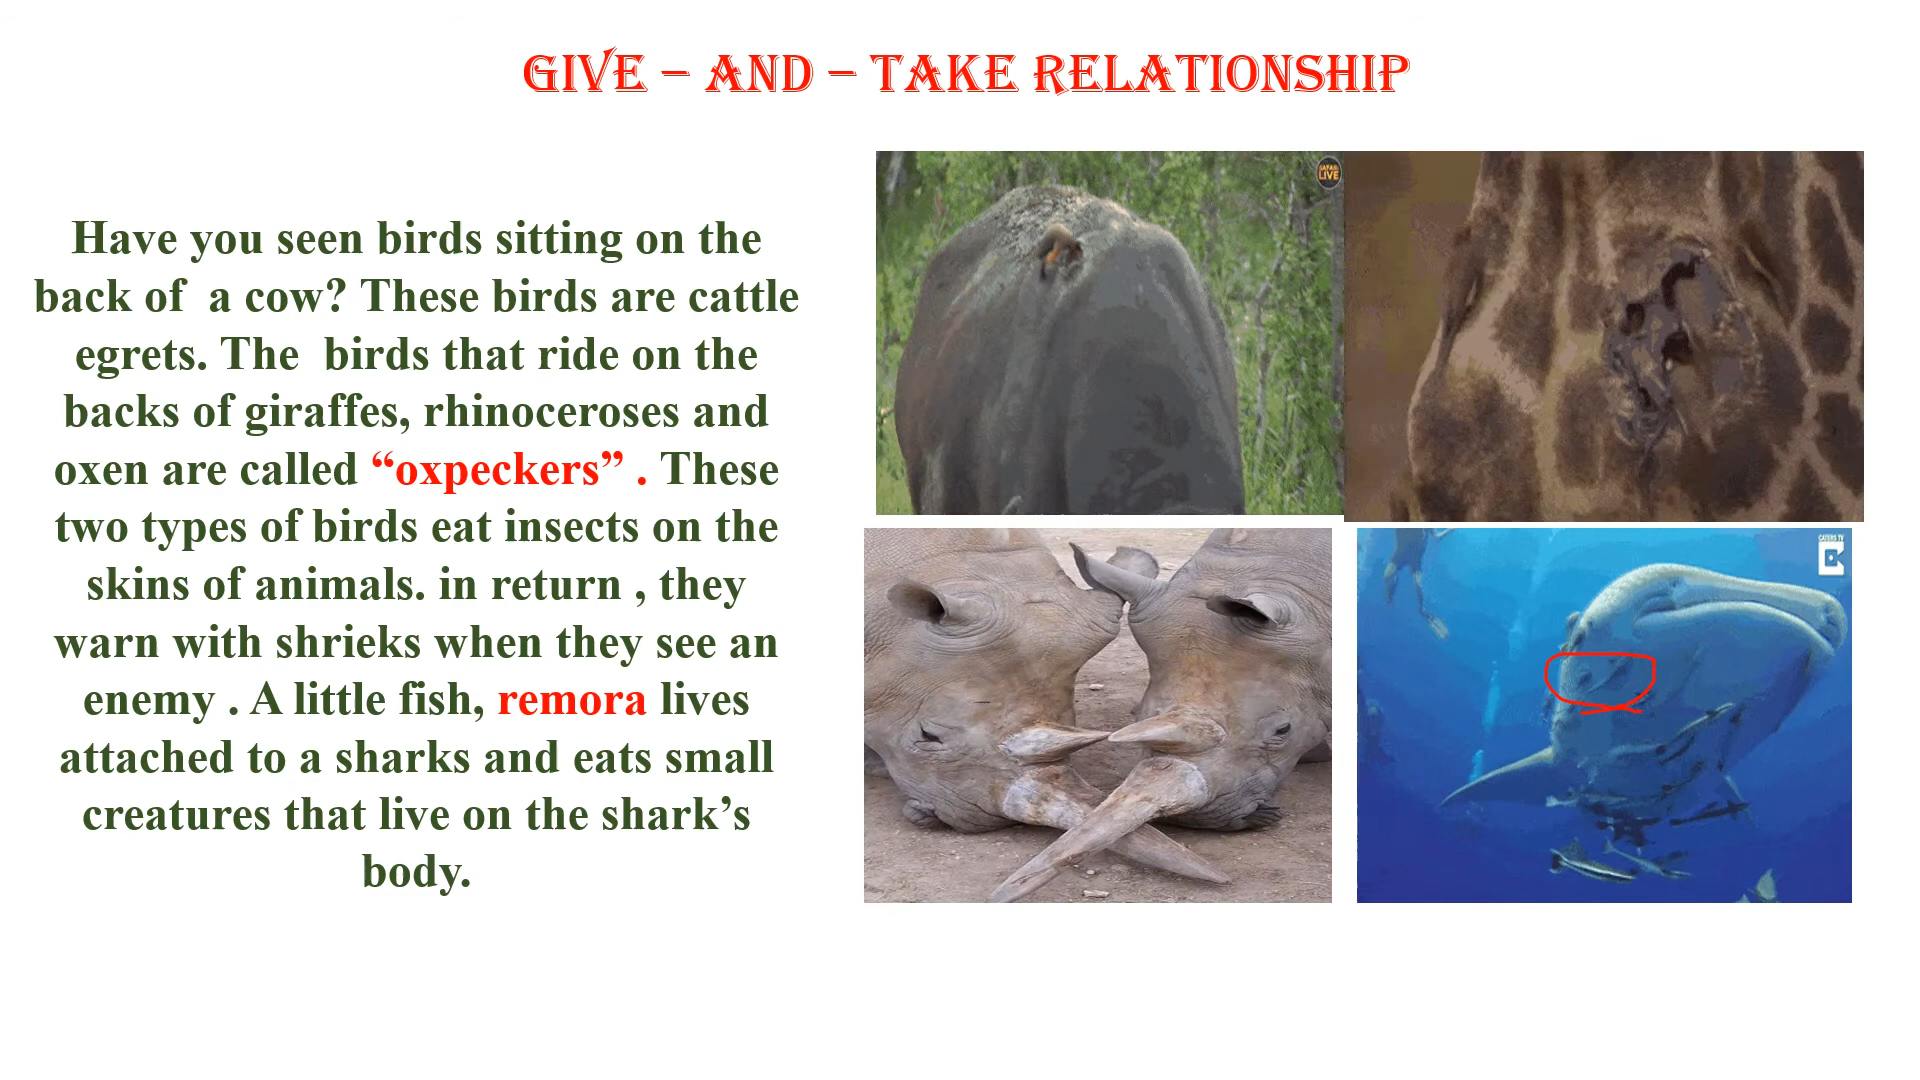 GIVE – AND – TAKE RELATIONSHIP
Have you seen birds sitting on the
back of  a cow? These birds are cattle
egrets. The  birds that ride on the
backs of giraffes, rhinoceroses and
oxen are called “oxpeckers” . These
two types of birds eat insects on the
skins of animals. in return , they
warn with shrieks when they see an
enemy . A little fish, remora lives
attached to a sharks and eats small
creatures that live on the shark’s
body.
SAFARI
LIVE
CATERS TV